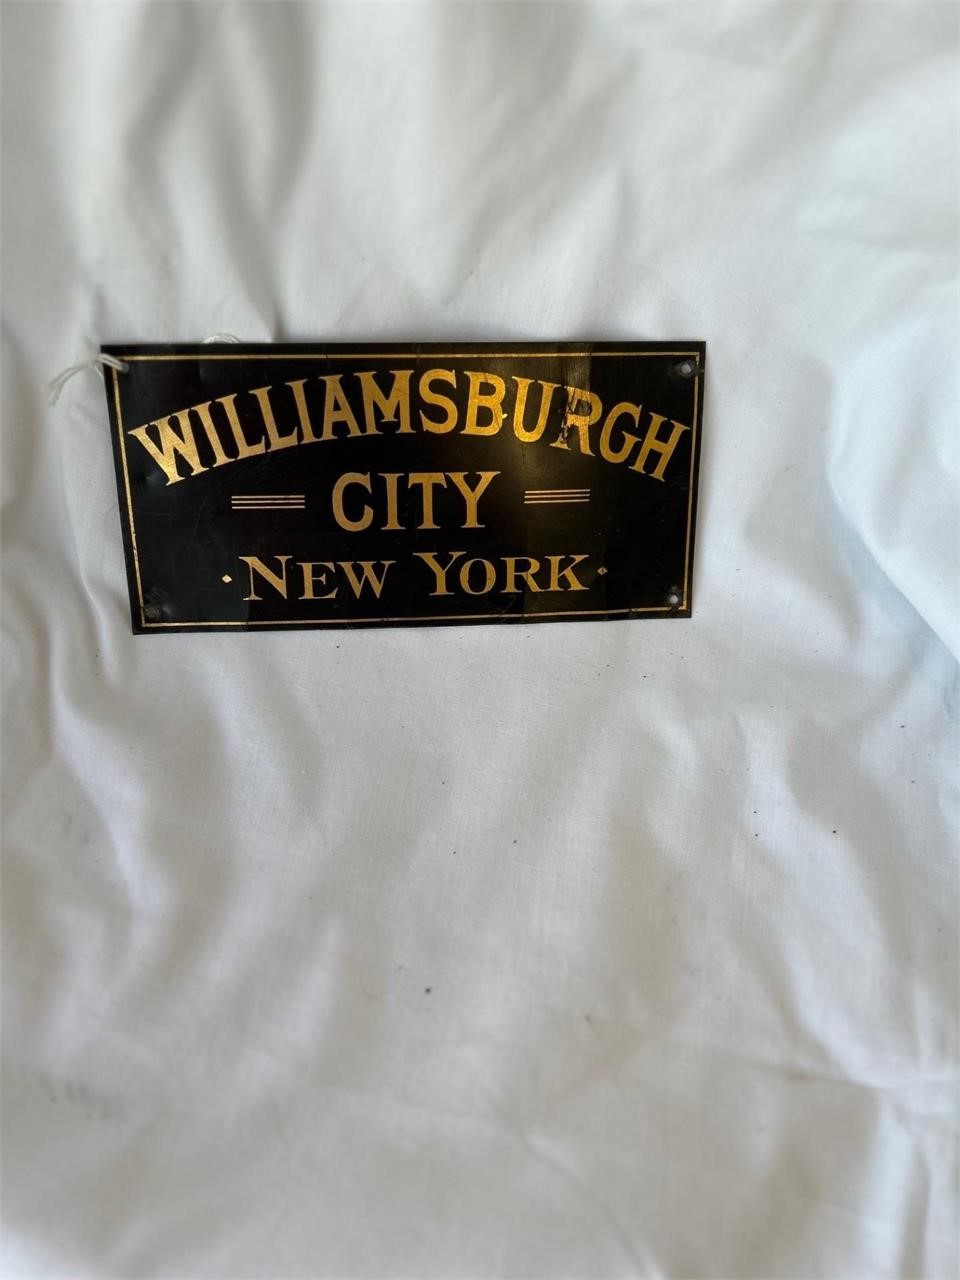 WILLIAMSBURGH
CITY
· NEW YORK ·